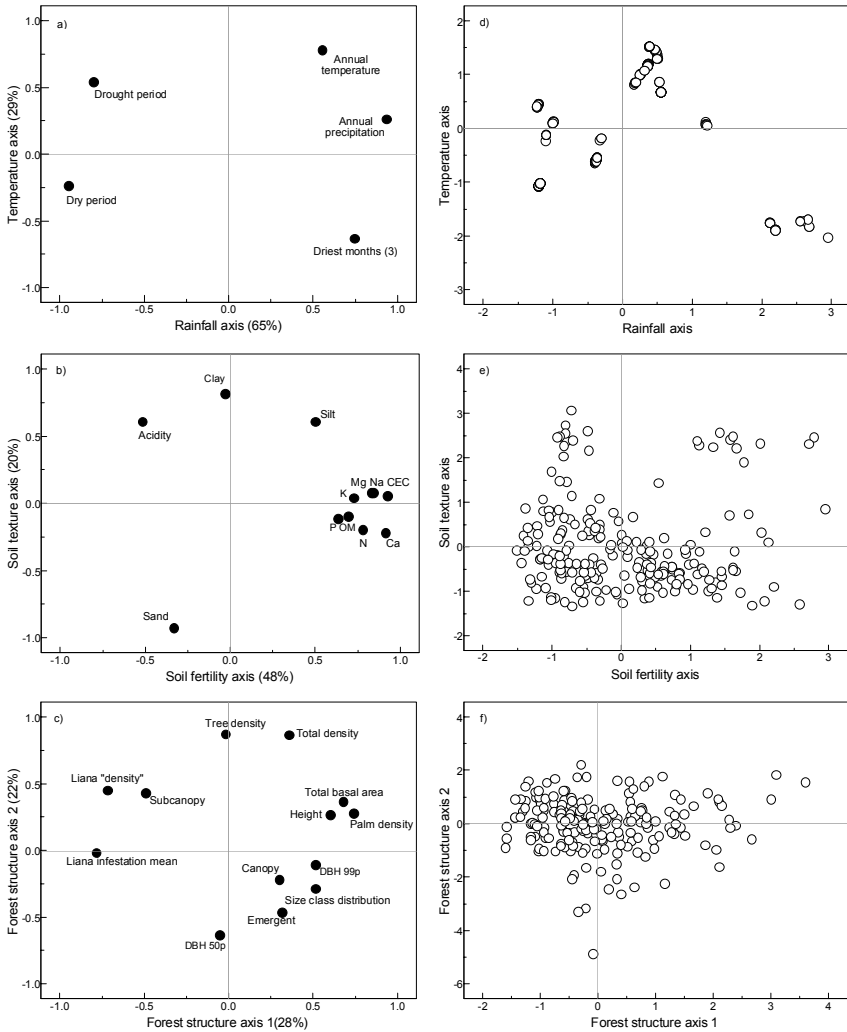 a)
Annual
temperature
Drought period
Annual
precipitation
Dry period
Driest months (3)
1.0
0.5
0.0
-0.5
-1.0
-1.0
-0.5
0.0
0.5
1.0
Temperature axis (29%)
Rainfall axis (65%)
d)
3
2
1
0
-1
-2
-3
-2
-1
0
1
2
3
Temperature axis
Rainfall axis
b)
Clay
Silt
Acidity
K
Mg Na CEC
P OM
N
Ca
Sand
1.0
0.5
0.0
-0.5
-1.0
-1.0
-0.5
0.0
0.5
1.0
Soil texture axis (20%)
Soil fertility axis (48%)
e)
4
3
2
1
0
-1
-2
-2
-1
0
1
2
3
Soil texture axis
Soil fertility axis
c)
Tree density
Total density
Liana "density"
Subcanopy
Total basal area
Height
Palm density
Liana infestation mean
Canopy
DBH 99p
Size class distribution
Emergent
DBH 50p
1.0
0.5
0.0
-0.5
-1.0
-1.0
-0.5
0.0
0.5
1.0
Forest structure axis 2 (22%)
Forest structure axis 1(28%)
f)
4
2
0
-2
-4
-6
-2
-1
0
1
2
3
4
Forest structure axis 2
Forest structure axis 1